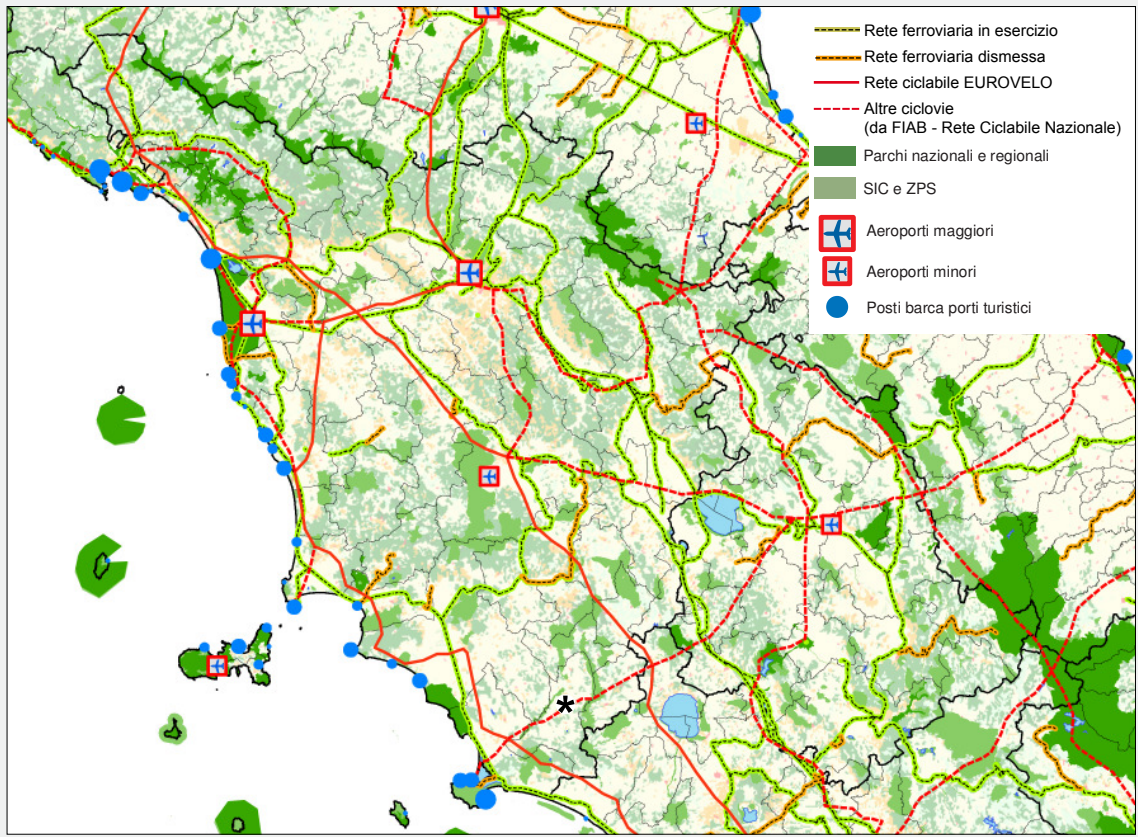 Rete ferroviaria in esercizio
Rete ferroviaria dismessa
Rete ciclabile EUROVELO
Altre ciclovie
(da FIAB - Rete Ciclabile Nazionale)
Parchi nazionali e regionali
SIC e ZPS
Aeroporti maggiori
Aeroporti minori
Posti barca porti turistici
*